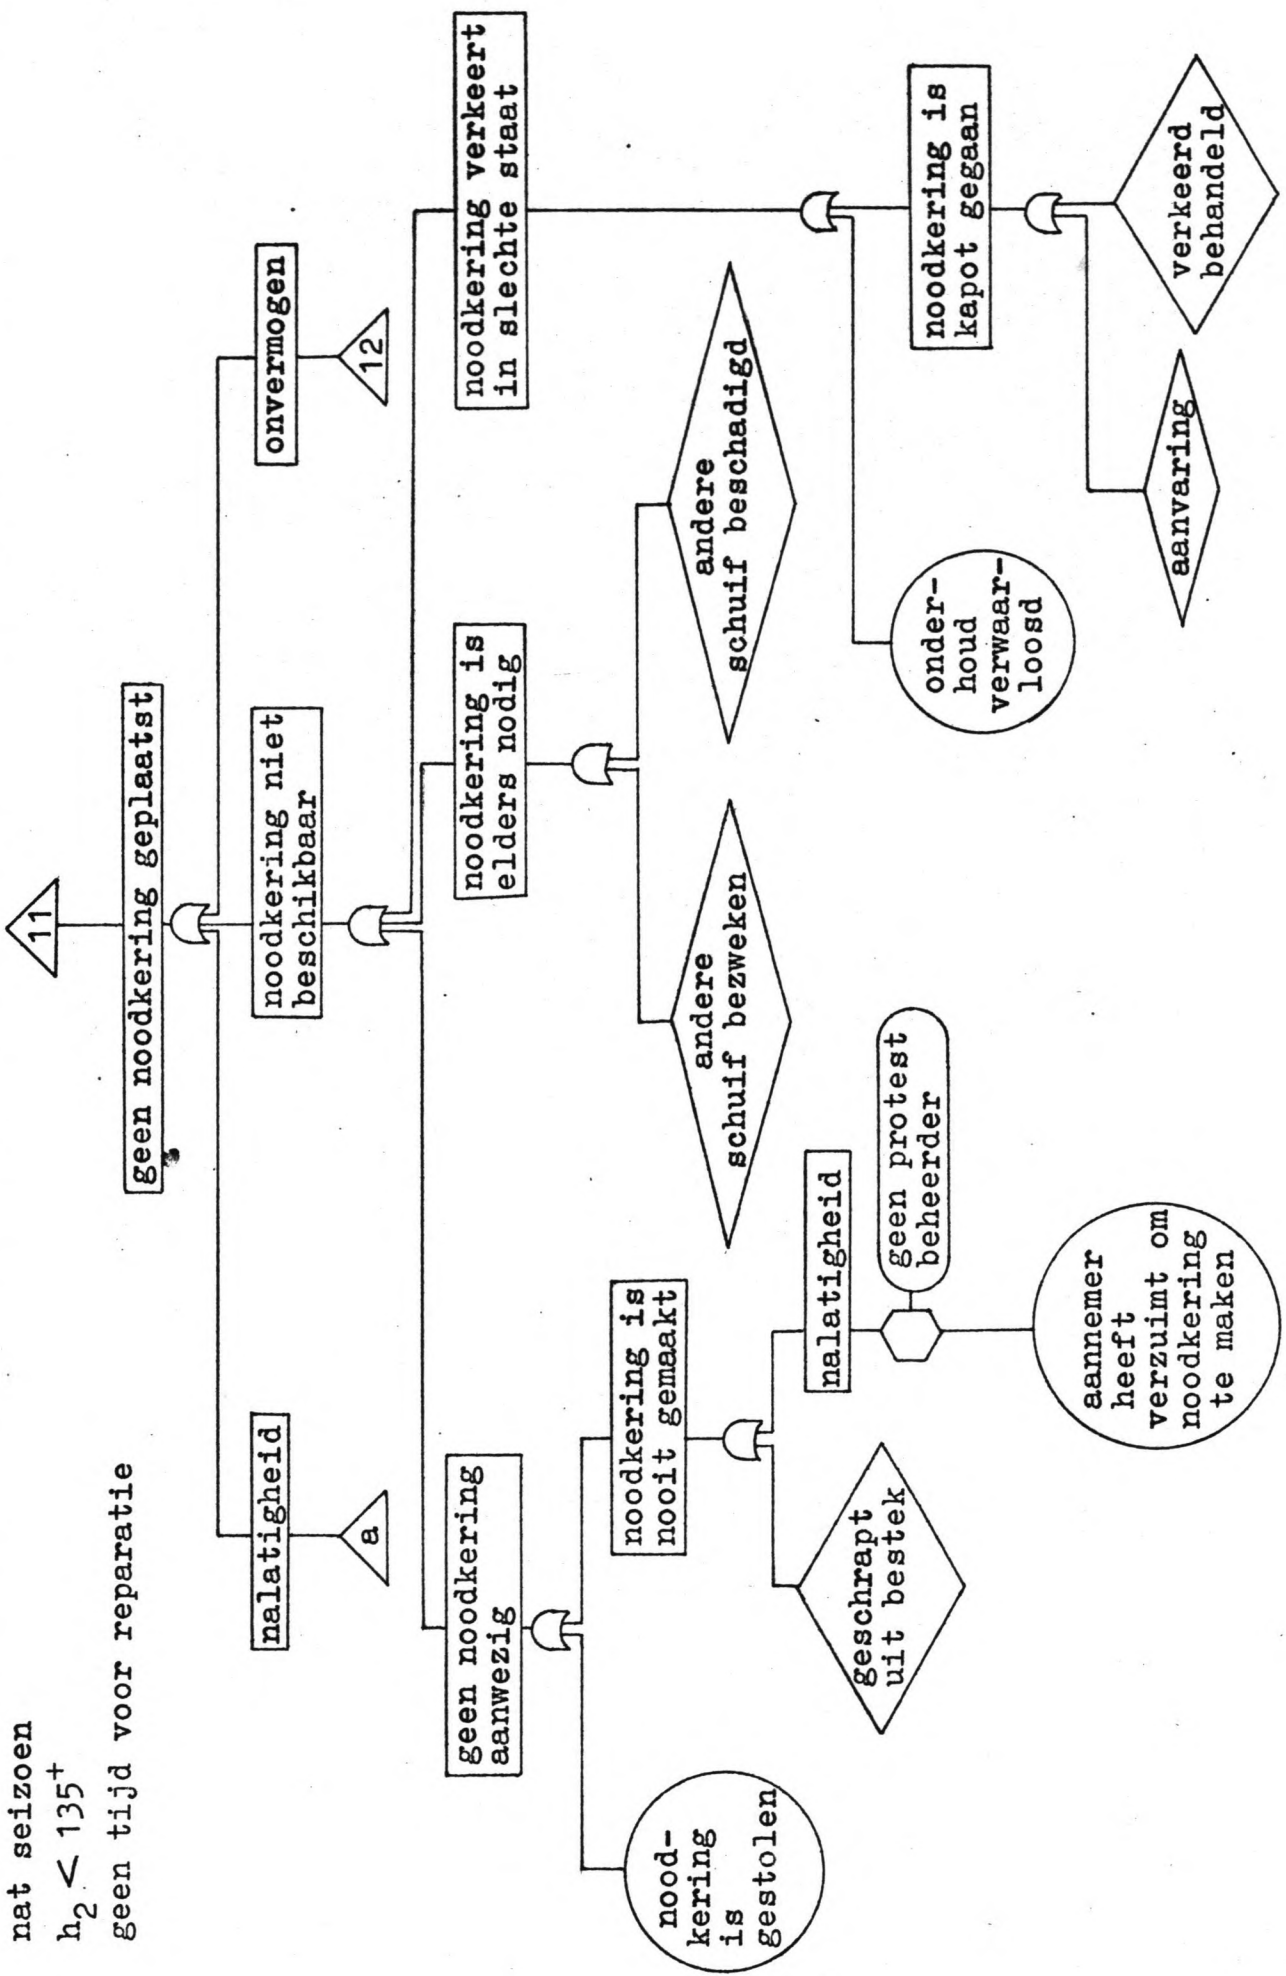 nat seizoen
h2 < 135+
geen tijd voor reparatie
11
geen noodkering geplaatst
nalatigheid
noodkering niet
beschikbaar
onvermogen
a
12
geen noodkering
aanwezig
noodkering is
elders nodig
noodkering verkeert
in slechte staat
nood-
kering
is
gestolen
noodkering is
nooit gemaakt
andere
schuif bezweken
andere
schuif beschadigd
geschrapt
uit bestek
nalatigheid
geen protest
beheerder
onder-
houd
verwaar-
loosd
noodkering is
kapot gegaan
aannemer
heeft
verzuimt om
noodkering
te maken
aanvaring
verkeerd
behandeld